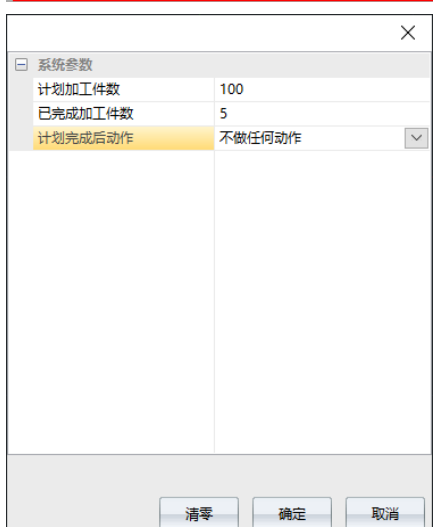 系统参数
计划加工件数 100
已完成加工件数 5
计划完成后动作 不做任何动作
清零 确定 取消